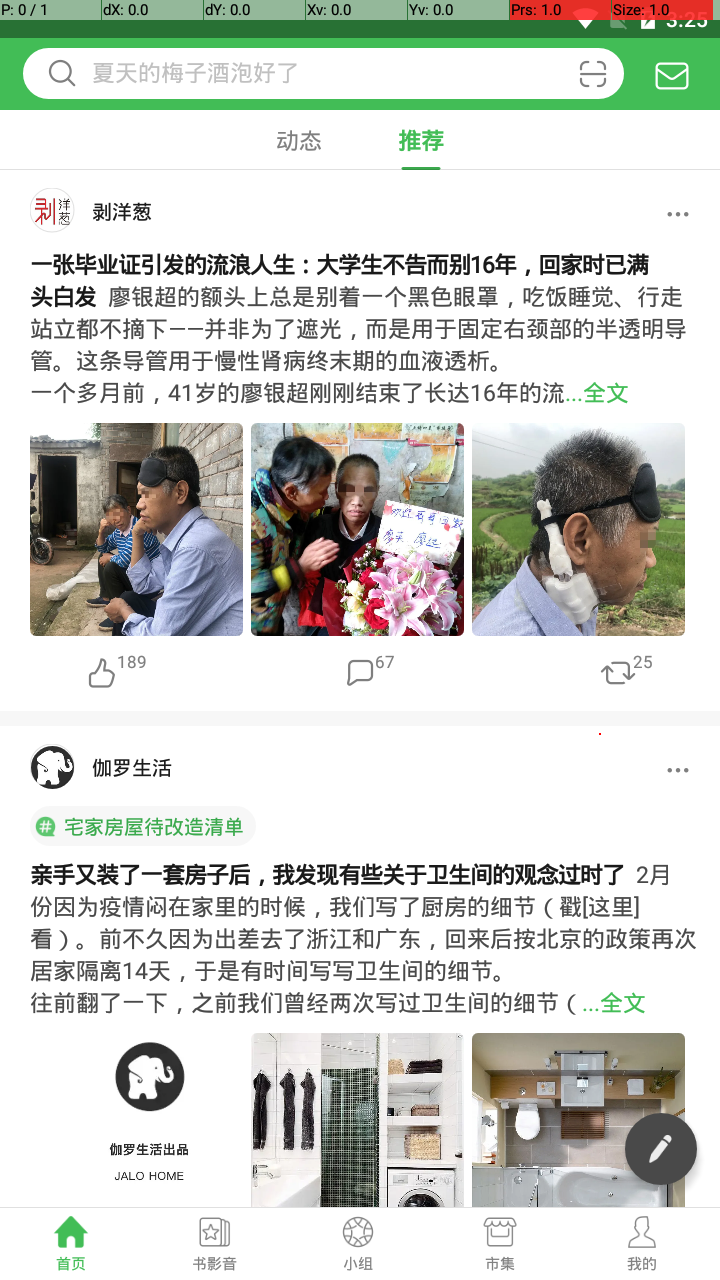 P: 0 / 1 dX: 0.0 dY: 0.0 Xv: 0.0 Yv: 0.0 Prs: 1.0 Size: 1.0
3:25
夏天的梅子酒泡好了
动态 推荐
剥洋葱
剥洋葱
一张毕业证引发的流浪人生：大学生不告而别16年，回家时已满
头白发 廖银超的额头上总是别着一个黑色眼罩，吃饭睡觉、行走
站立都不摘下——并非为了遮光，而是用于固定右颈部的半透明导
管。这条导管用于慢性肾病终末期的血液透析。
一个多月前，41岁的廖银超刚刚结束了长达16年的流...全文
189 67 25
伽罗生活
# 宅家房屋待改造清单
亲手又装了一套房子后，我发现有些关于卫生间的观念过时了 2月
份因为疫情闷在家里的时候，我们写了厨房的细节（戳[这里]
看）。前不久因为出差去了浙江和广东，回来后按北京的政策再次
居家隔离14天，于是有时间写写卫生间的细节。
往前翻了一下，之前我们曾经两次写过卫生间的细节（...全文
伽罗生活出品
JALO HOME
首页 书影音 小组 市集 我的